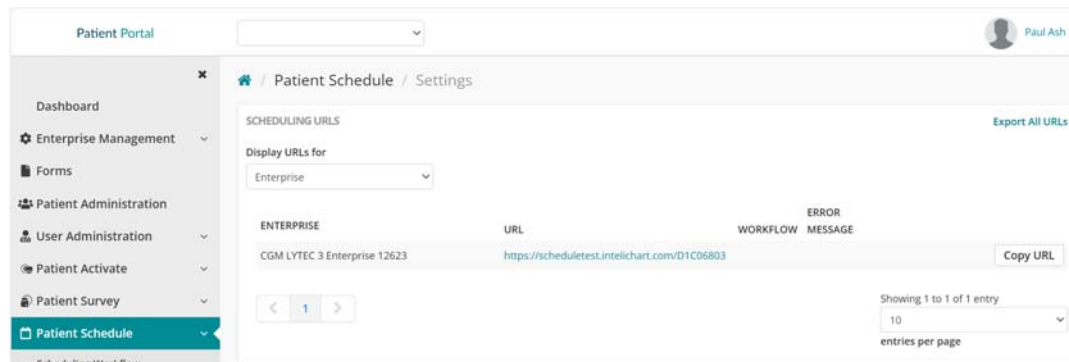 Patient Portal
Paul Ash
Patient Schedule / Settings
Dashboard
Enterprise Management
Forms
Patient Administration
User Administration
Patient Activate
Patient Survey
Patient Schedule
Scheduling Workflow
SCHEDULING URLS
Export All URLs
Display URLs for
Enterprise
ENTERPRISE URL WORKFLOW ERROR MESSAGE
CGM LYTEC 3 Enterprise 12623 https://scheduletest.intelichart.com/D1C06803 Copy URL
1
Showing 1 to 1 of 1 entry
10
entries per page